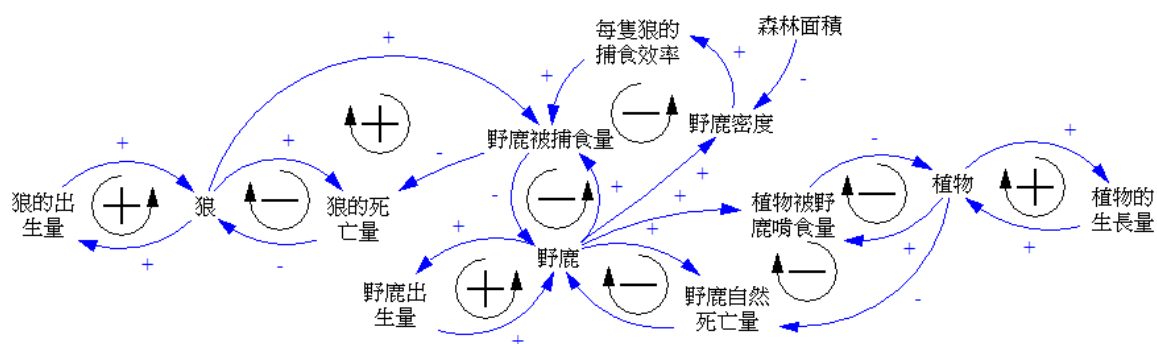 每隻狼的
捕食效率
森林面積
野鹿被捕食量
野鹿密度
狼的出
生量
狼
狼的死
亡量
植物被野
鹿啃食量
植物
植物的
生長量
野鹿
野鹿出
生量
野鹿自然
死亡量